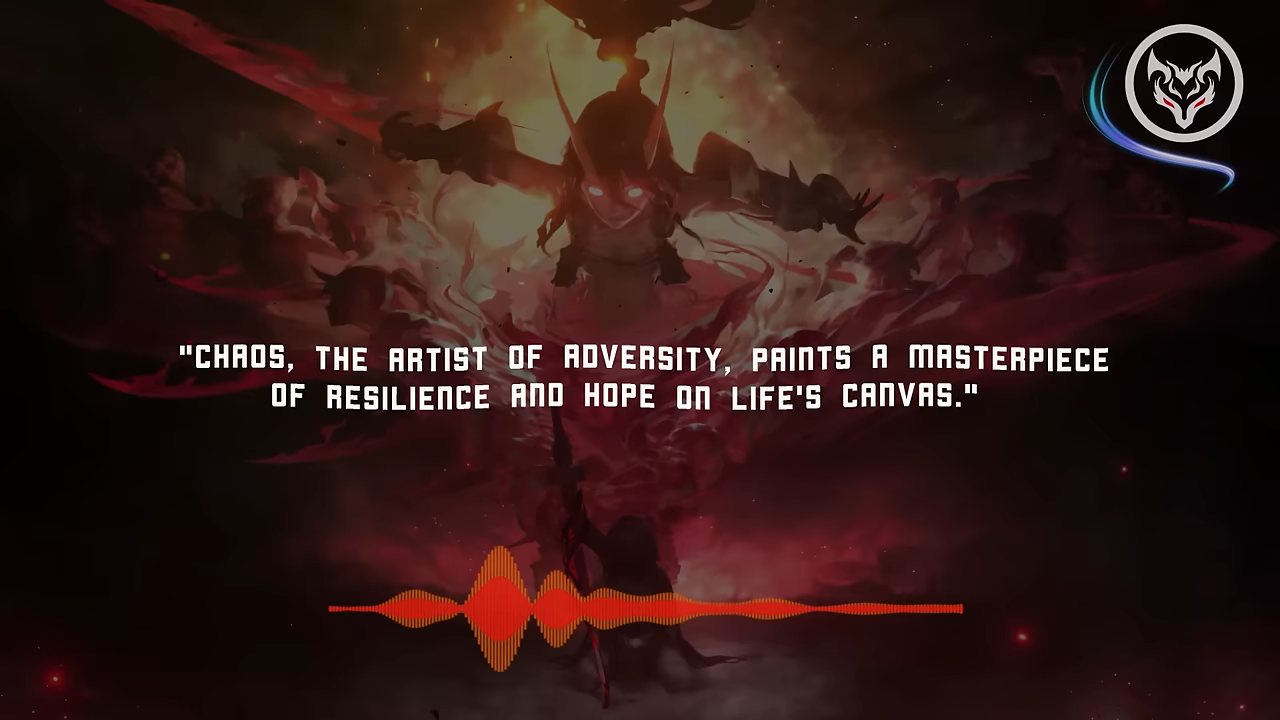 "CHAOS, THE ARTIST OF ADVERSITY, PAINTS A MASTERPIECE
OF RESILIENCE AND HOPE ON LIFE'S CANVAS."